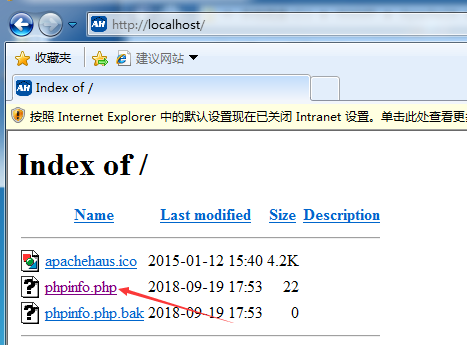 AH http://localhost/
收藏夹 建议网站
AH Index of /
按照 Internet Explorer 中的默认设置现在已关闭 Intranet 设置。单击此处查看更
Index of /
Name Last modified Size Description
apachehaus.ico 2015-01-12 15:40 4.2K
phpinfo.php 2018-09-19 17:53 22
phpinfo.php.bak 2018-09-19 17:53 0